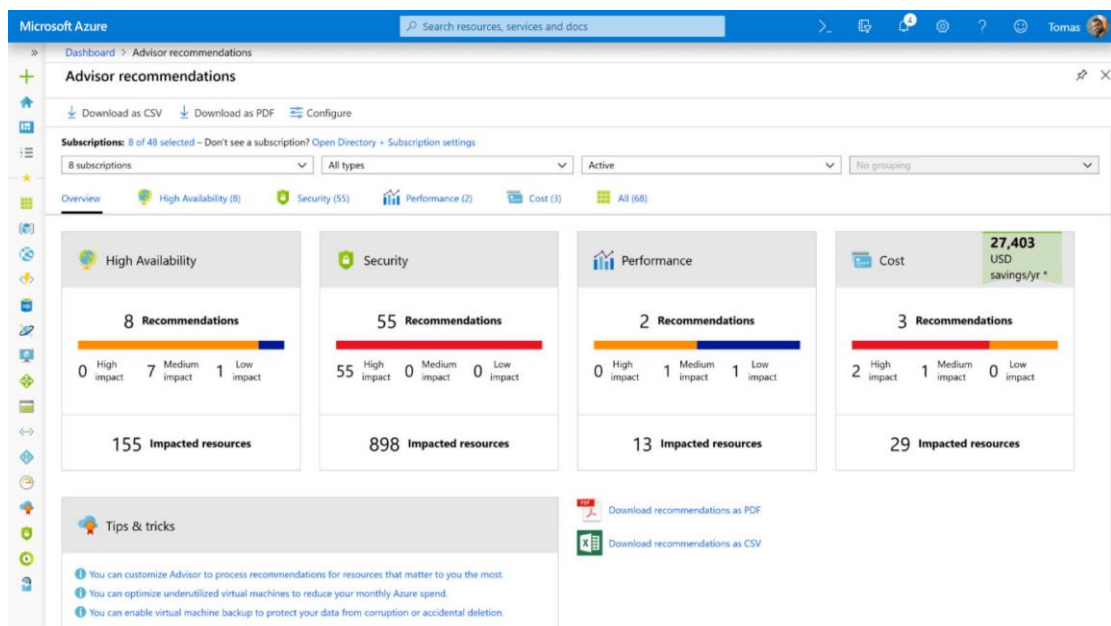 Microsoft Azure
Search resources, services and docs
4
Tomas
Dashboard > Advisor recommendations
Advisor recommendations
Download as CSV Download as PDF Configure
Subscriptions: 8 of 48 selected – Don't see a subscription? Open Directory + Subscription settings
8 subscriptions All types Active No grouping
Overview High Availability (8) Security (55) Performance (2) Cost (3) All (68)
High Availability
8 Recommendations
0 High impact 7 Medium impact 1 Low impact
155 Impacted resources
Security
55 Recommendations
55 High impact 0 Medium impact 0 Low impact
898 Impacted resources
Performance
2 Recommendations
0 High impact 1 Medium impact 1 Low impact
13 Impacted resources
Cost
27,403
USD
savings/yr *
3 Recommendations
2 High impact 1 Medium impact 0 Low impact
29 Impacted resources
Tips & tricks
You can customize Advisor to process recommendations for resources that matter to you the most.
You can optimize underutilized virtual machines to reduce your monthly Azure spend.
You can enable virtual machine backup to protect your data from corruption or accidental deletion.
PDF
Download recommendations as PDF
Download recommendations as CSV